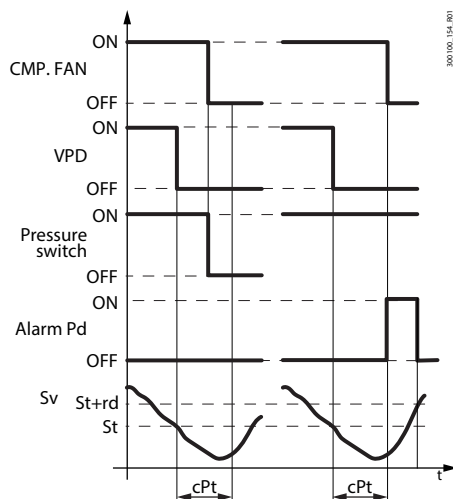 300100_154_R01
ON
CMP. FAN
OFF
ON
VPD
OFF
ON
Pressure
switch
OFF
ON
Alarm Pd
OFF
Sv
St+rd
St
t
cPt
cPt